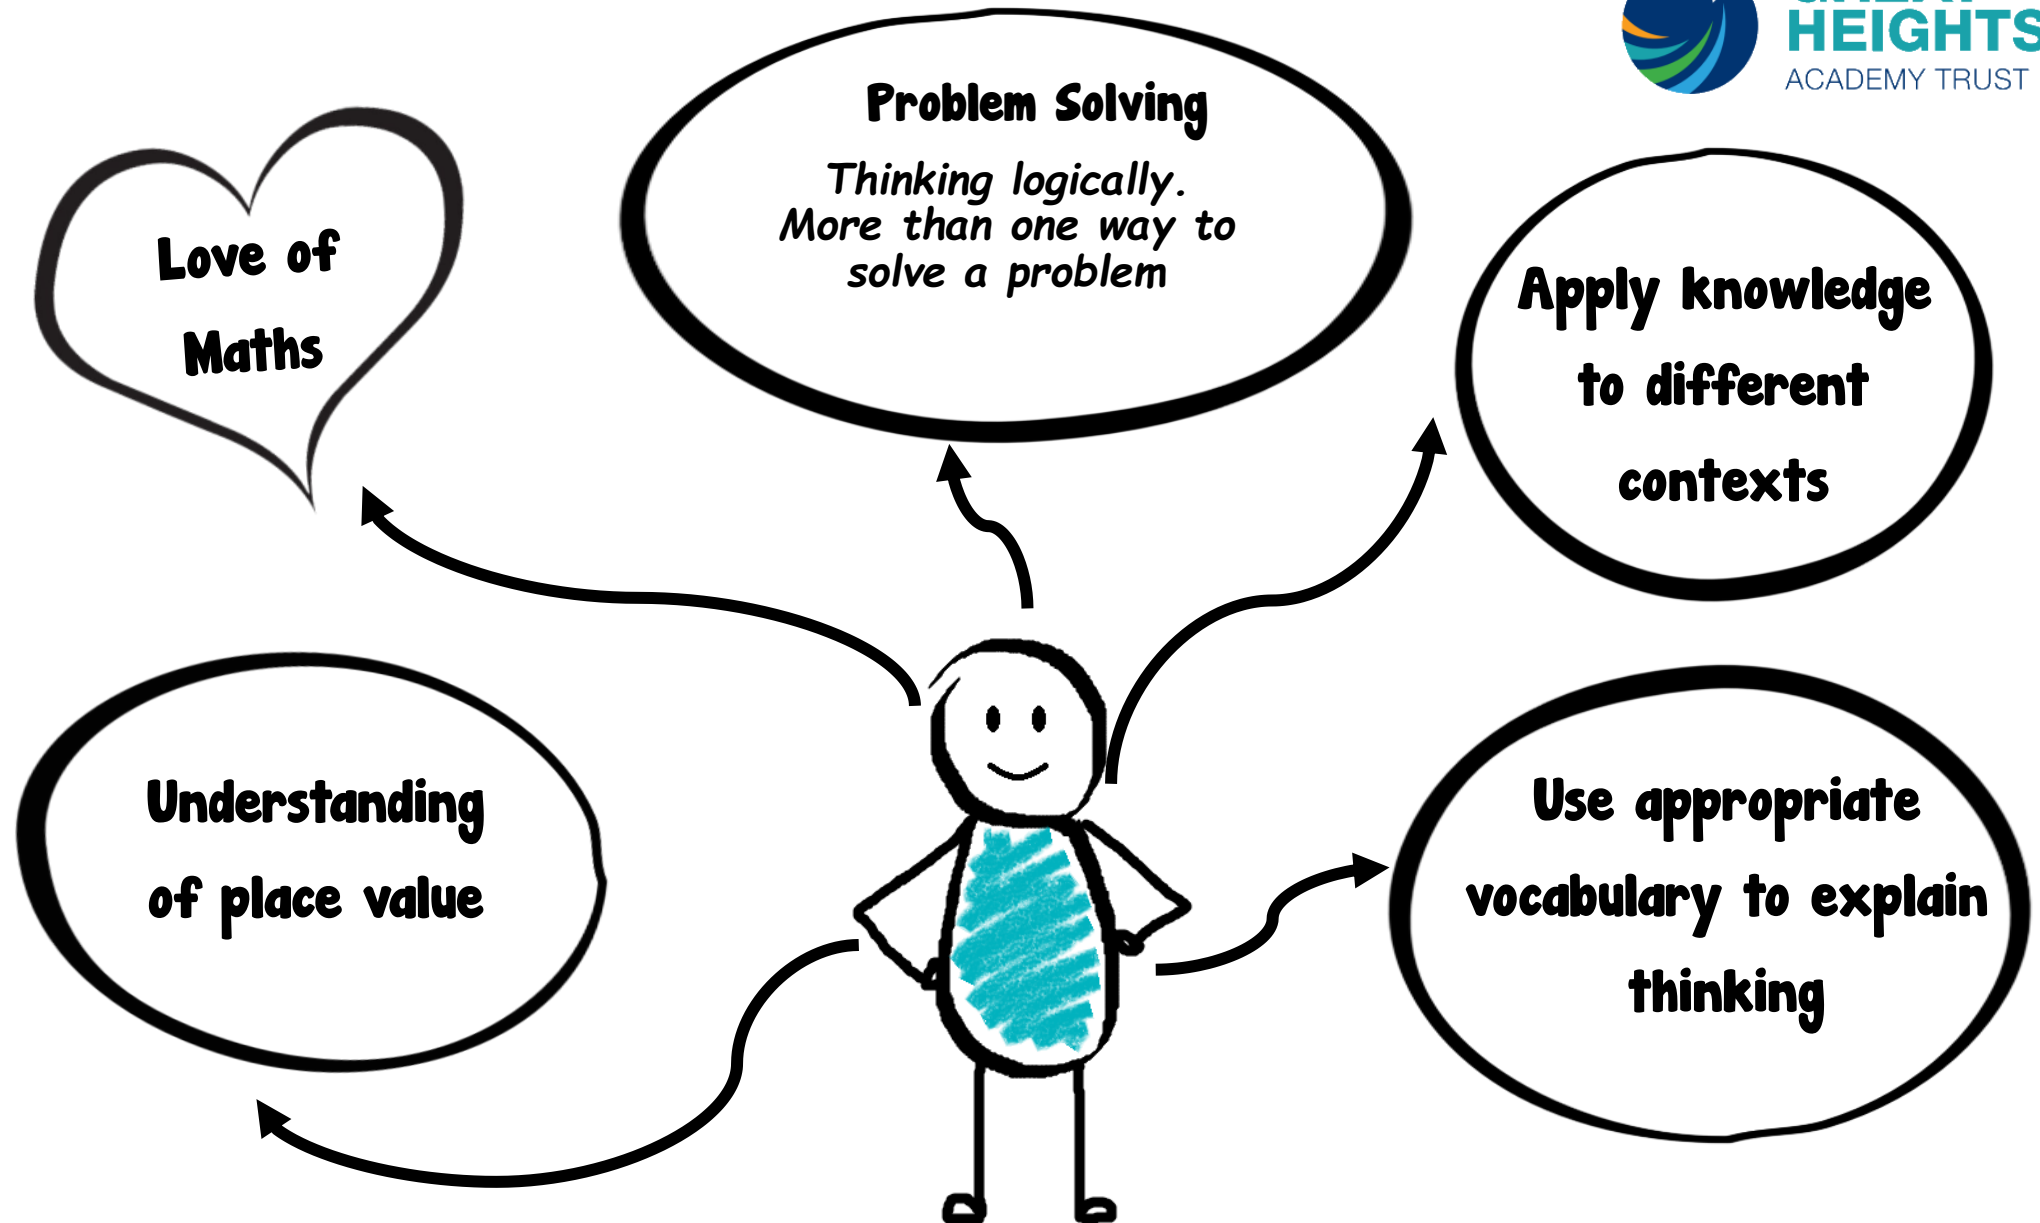 HEIGHTS
ACADEMY TRUST
Problem Solving
Thinking logically.
More than one way to
solve a problem
Love of
Maths
Apply knowledge
to different
contexts
Understanding
of place value
Use appropriate
vocabulary to explain
thinking